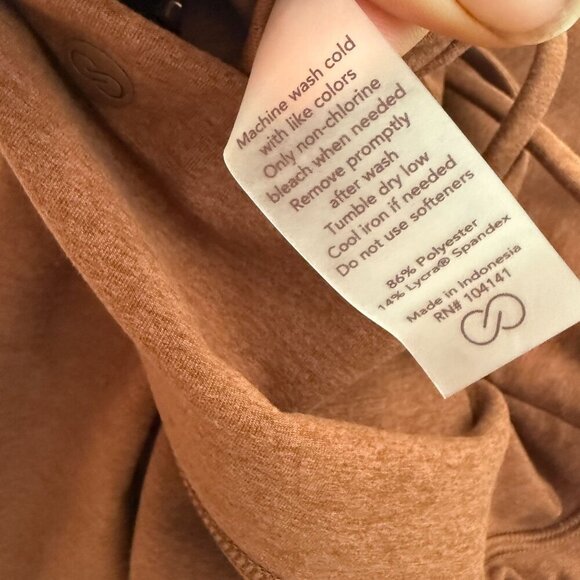 Machine wash cold
with like colors
Only non-chlorine
bleach when needed
Remove promptly
after wash
Tumble dry low
Cool iron if needed
Do not use softeners
86% Polyester
14% Lycra® Spandex
Made in Indonesia
RN# 104141